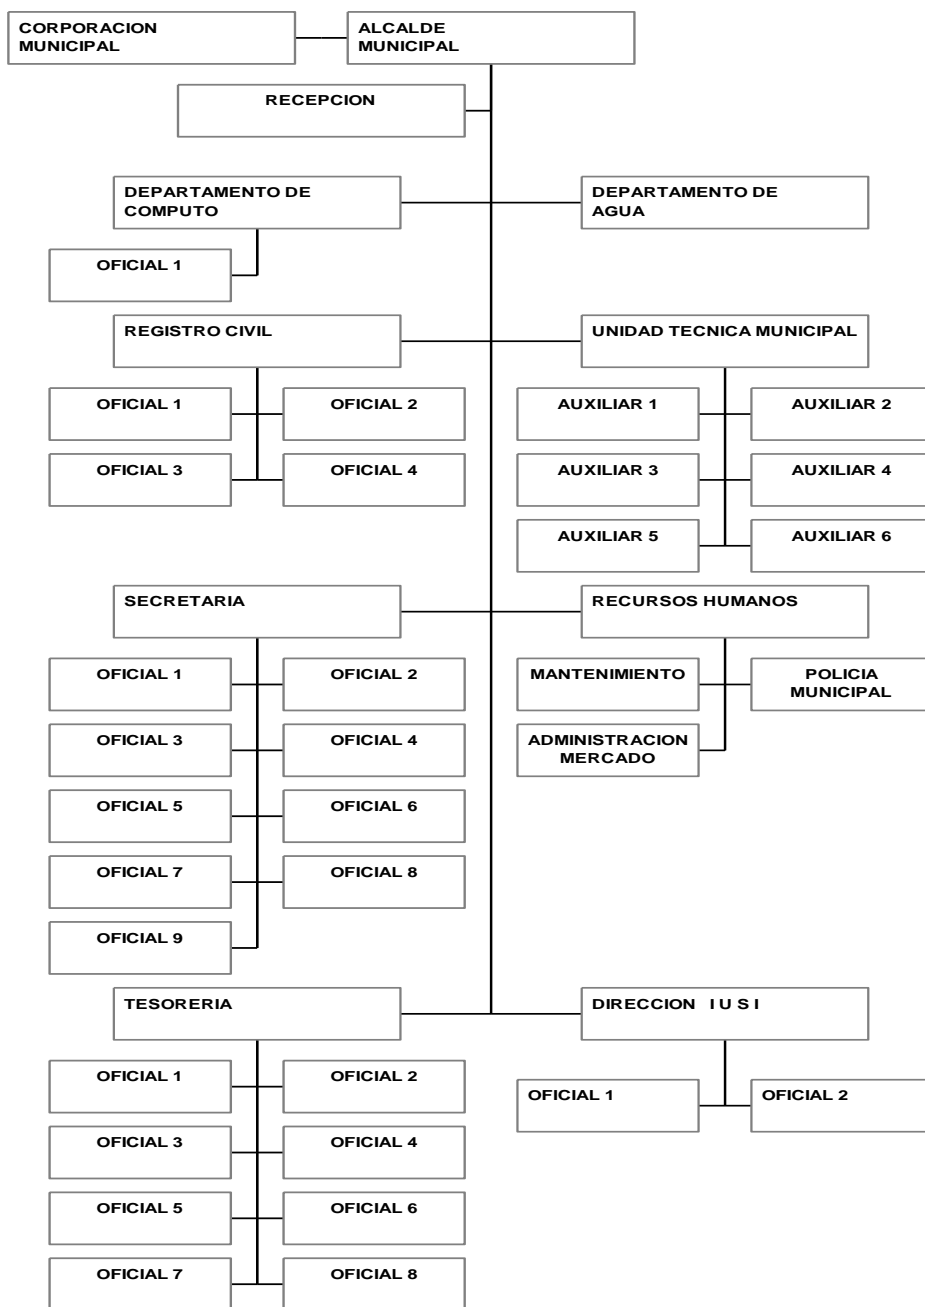 CORPORACION
MUNICIPAL
ALCALDE
MUNICIPAL
RECEPCION
DEPARTAMENTO DE
COMPUTO
DEPARTAMENTO DE
AGUA
OFICIAL 1
REGISTRO CIVIL
UNIDAD TECNICA MUNICIPAL
OFICIAL 1
OFICIAL 2
AUXILIAR 1
AUXILIAR 2
OFICIAL 3
OFICIAL 4
AUXILIAR 3
AUXILIAR 4
AUXILIAR 5
AUXILIAR 6
SECRETARIA
RECURSOS HUMANOS
OFICIAL 1
OFICIAL 2
MANTENIMIENTO
POLICIA
MUNICIPAL
OFICIAL 3
OFICIAL 4
ADMINISTRACION
MERCADO
OFICIAL 5
OFICIAL 6
OFICIAL 7
OFICIAL 8
OFICIAL 9
TESORERIA
DIRECCION I U S I
OFICIAL 1
OFICIAL 2
OFICIAL 1
OFICIAL 2
OFICIAL 3
OFICIAL 4
OFICIAL 5
OFICIAL 6
OFICIAL 7
OFICIAL 8